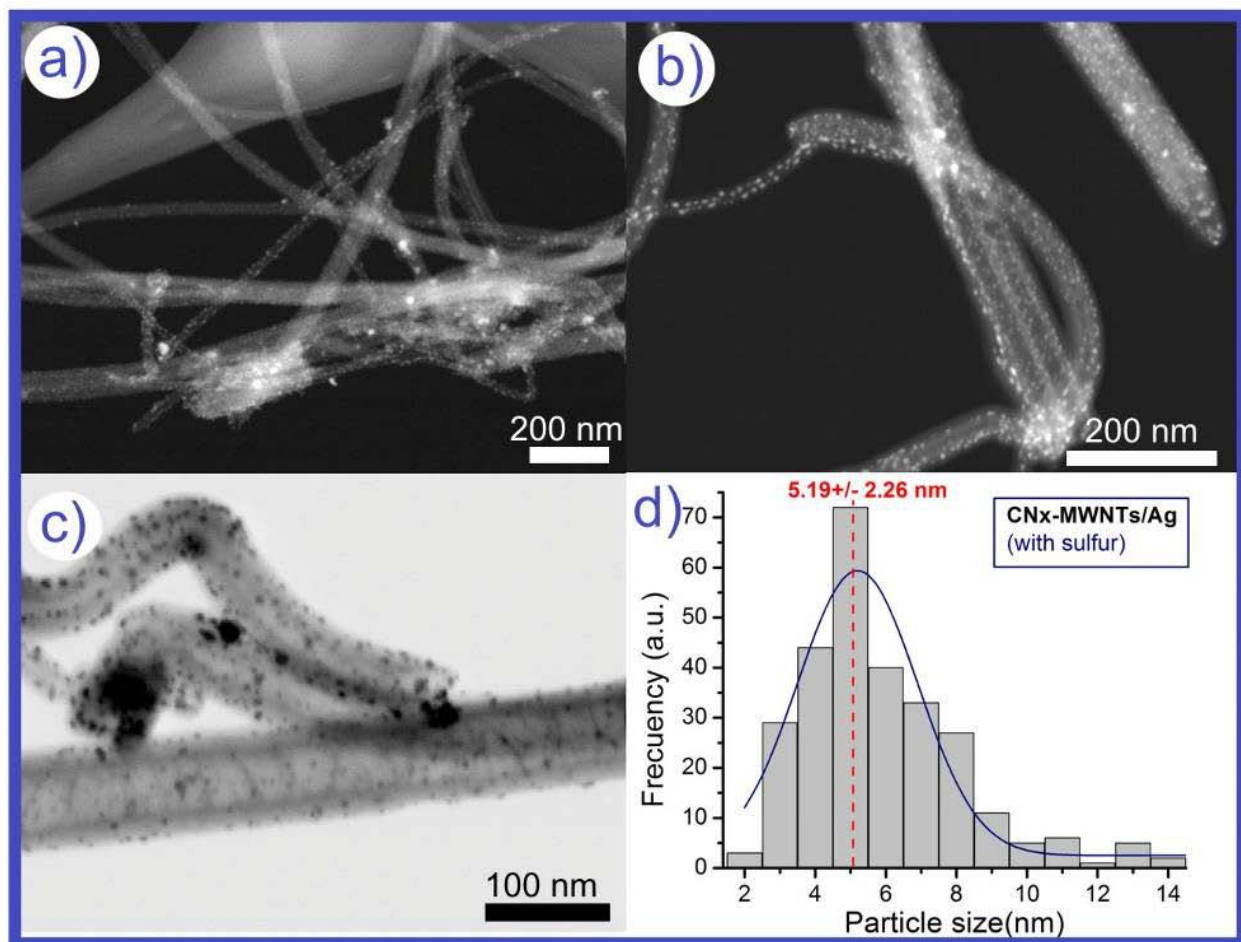 a)
200 nm
b)
200 nm
c)
100 nm
d)
5.19+/- 2.26 nm
CNx-MWNTs/Ag
(with sulfur)
Frecuency (a.u.)
70
60
50
40
30
20
10
0
2 4 6 8 10 12 14
Particle size(nm)